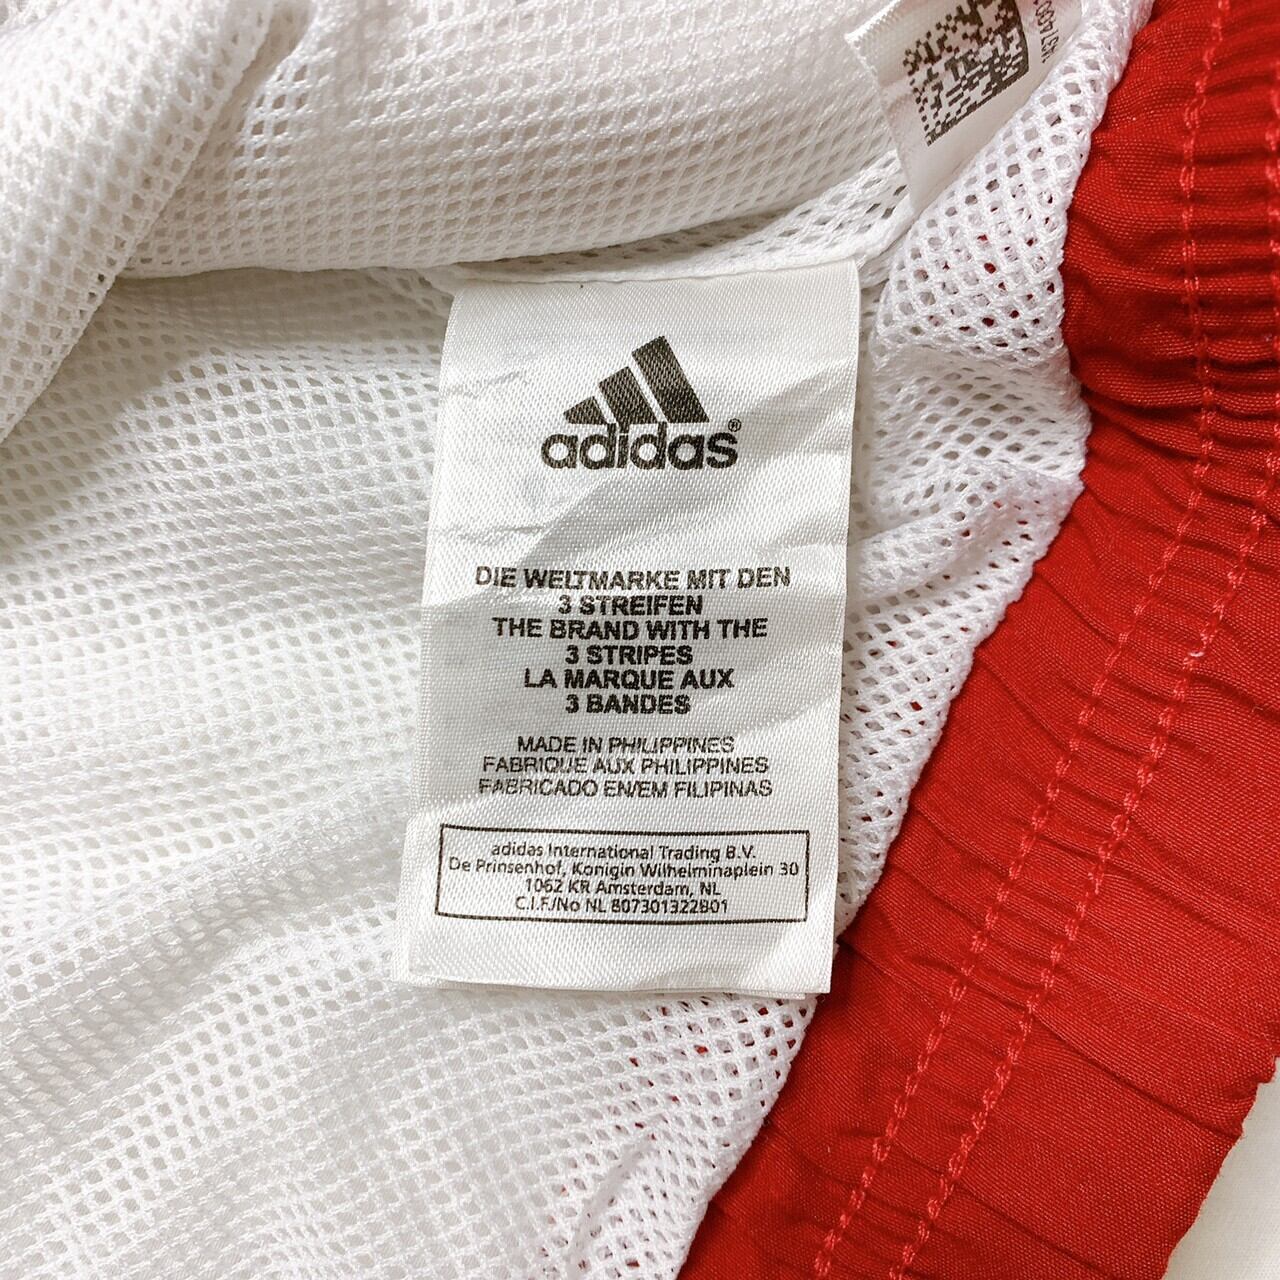 adidas®
DIE WELTMARKE MIT DEN
3 STREIFEN
THE BRAND WITH THE
3 STRIPES
LA MARQUE AUX
3 BANDES
MADE IN PHILIPPINES
FABRIQUE AUX PHILIPPINES
FABRICADO EN/EM FILIPINAS
adidas International Trading B.V.
De Prinsenhof, Konigin Wilhelminaplein 30
1062 KR Amsterdam, NL
C.I.F./No NL 807301322B01